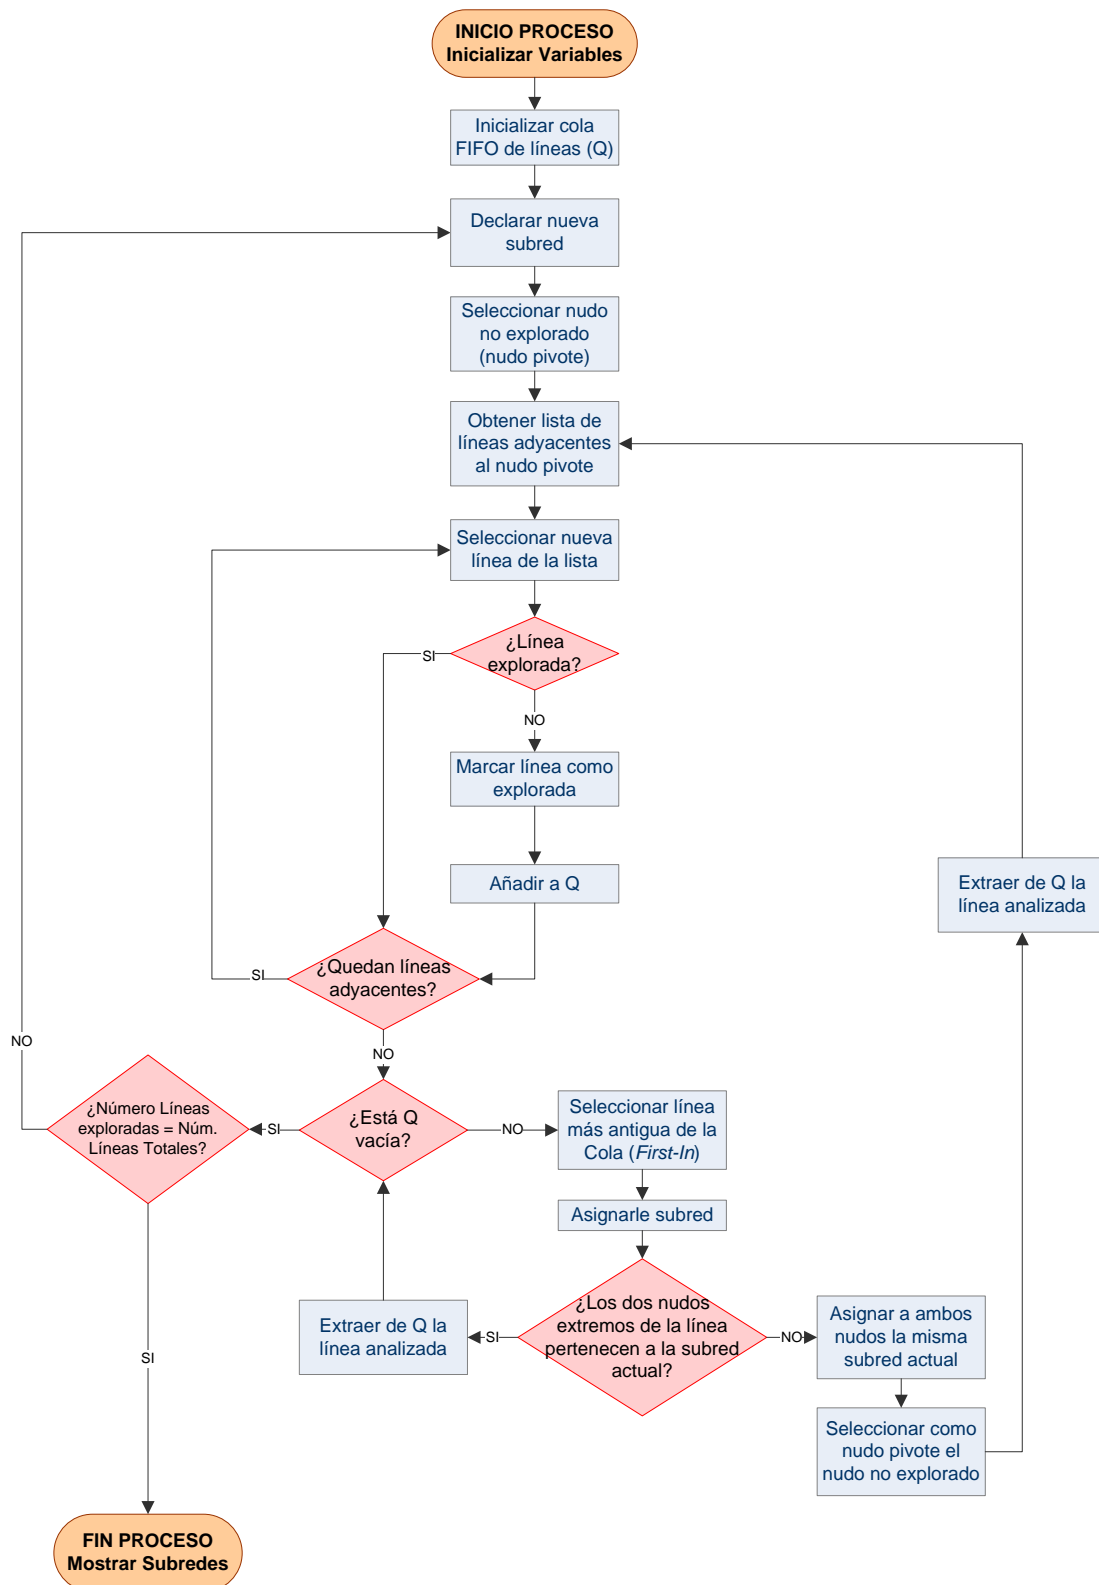 INICIO PROCESO
Inicializar Variables
Inicializar cola
FIFO de líneas (Q)
Declarar nueva
subred
Seleccionar nudo
no explorado
(nudo pivote)
Obtener lista de
líneas adyacentes
al nudo pivote
Seleccionar nueva
línea de la lista
¿Línea
explorada?
SI
NO
Marcar línea como
explorada
Añadir a Q
Extraer de Q la
línea analizada
¿Quedan líneas
adyacentes?
SI
NO
NO
¿Número Líneas
exploradas = Núm.
Líneas Totales?
SI
¿Está Q
vacía?
NO
Seleccionar línea
más antigua de la
Cola (First-In)
Asignarle subred
¿Los dos nudos
extremos de la línea
pertenecen a la subred
actual?
SI
Extraer de Q la
línea analizada
NO
Asignar a ambos
nudos la misma
subred actual
Seleccionar como
nudo pivote el
nudo no explorado
SI
FIN PROCESO
Mostrar Subredes